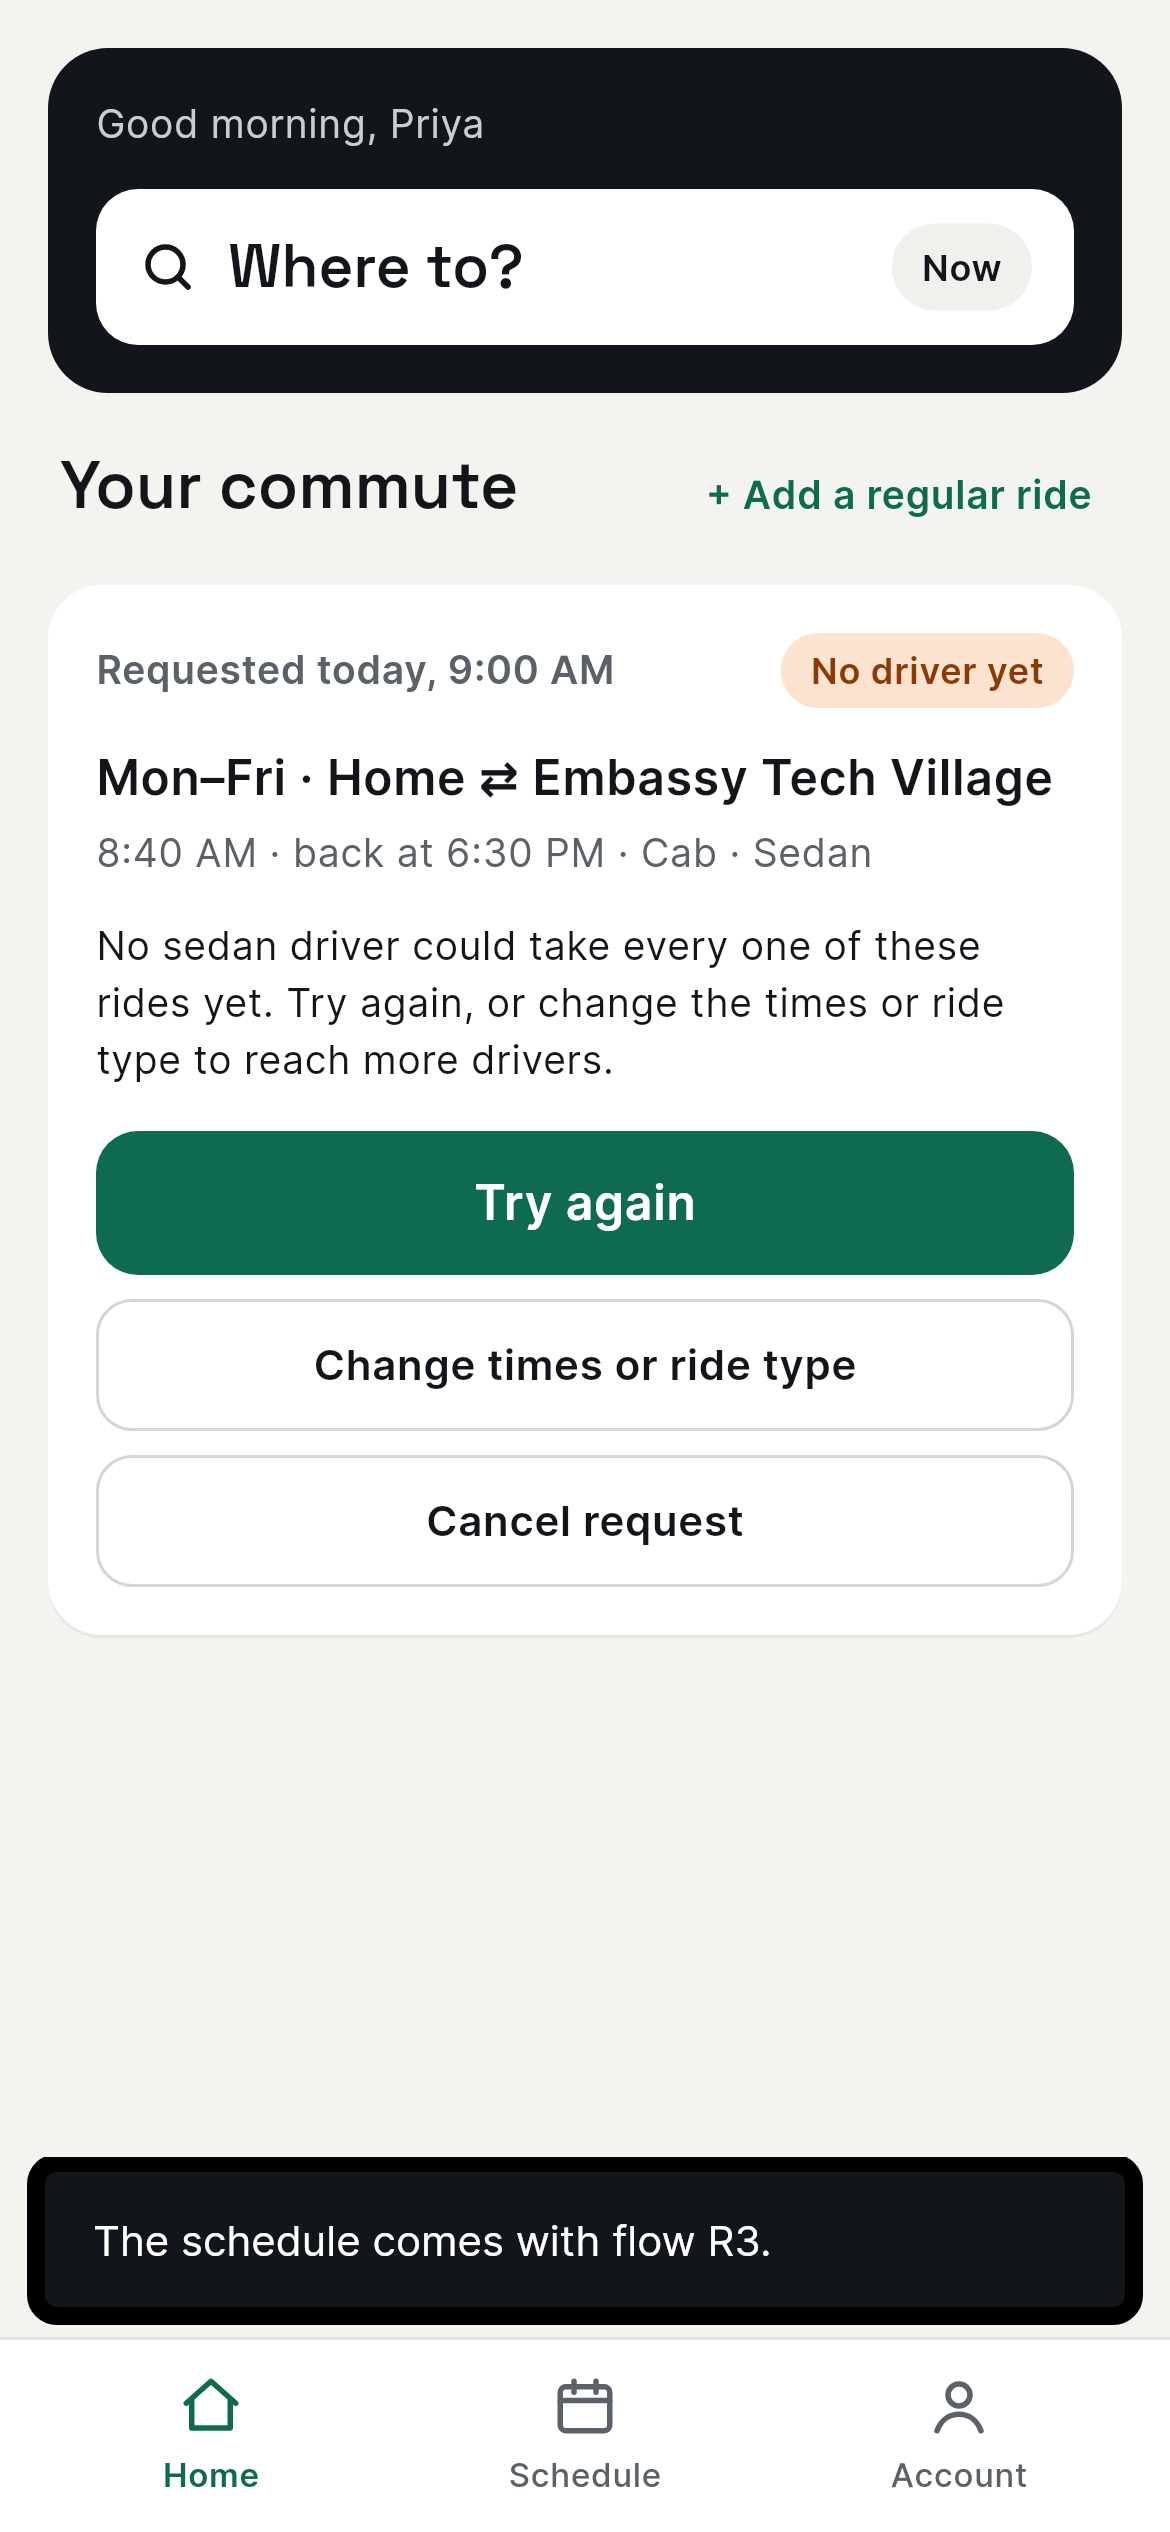 Good morning, Priya
Where to?
Now
Your commute
+ Add a regular ride
Requested today, 9:00 AM
No driver yet
Mon–Fri · Home ⇄ Embassy Tech Village
8:40 AM · back at 6:30 PM · Cab · Sedan
No sedan driver could take every one of these
rides yet. Try again, or change the times or ride
type to reach more drivers.
Try again
Change times or ride type
Cancel request
The schedule comes with flow R3.
Home
Schedule
Account